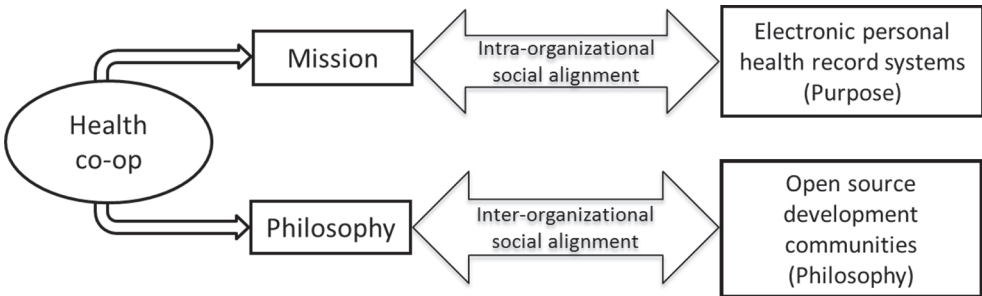 Health
co-op
Mission
Intra-organizational
social alignment
Electronic personal
health record systems
(Purpose)
Philosophy
Inter-organizational
social alignment
Open source
development
communities
(Philosophy)